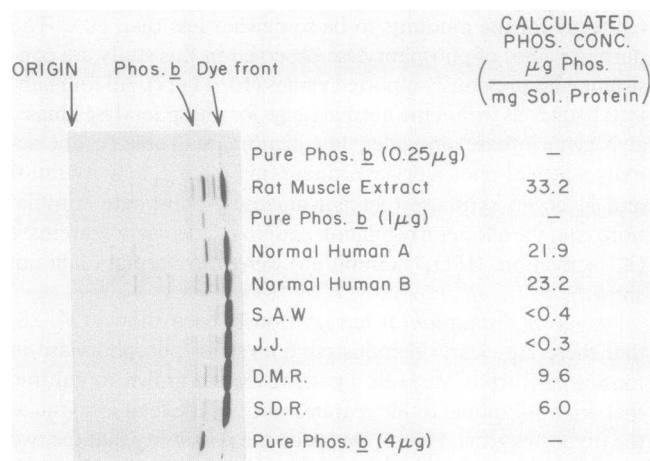 CALCULATED
PHOS. CONC.
ORIGIN Phos. b Dye front
(μg Phos. / mg Sol. Protein)
Pure Phos. b (0.25μg) —
Rat Muscle Extract 33.2
Pure Phos. b (1μg) —
Normal Human A 21.9
Normal Human B 23.2
S.A.W <0.4
J.J. <0.3
D.M.R. 9.6
S.D.R. 6.0
Pure Phos. b (4μg) —